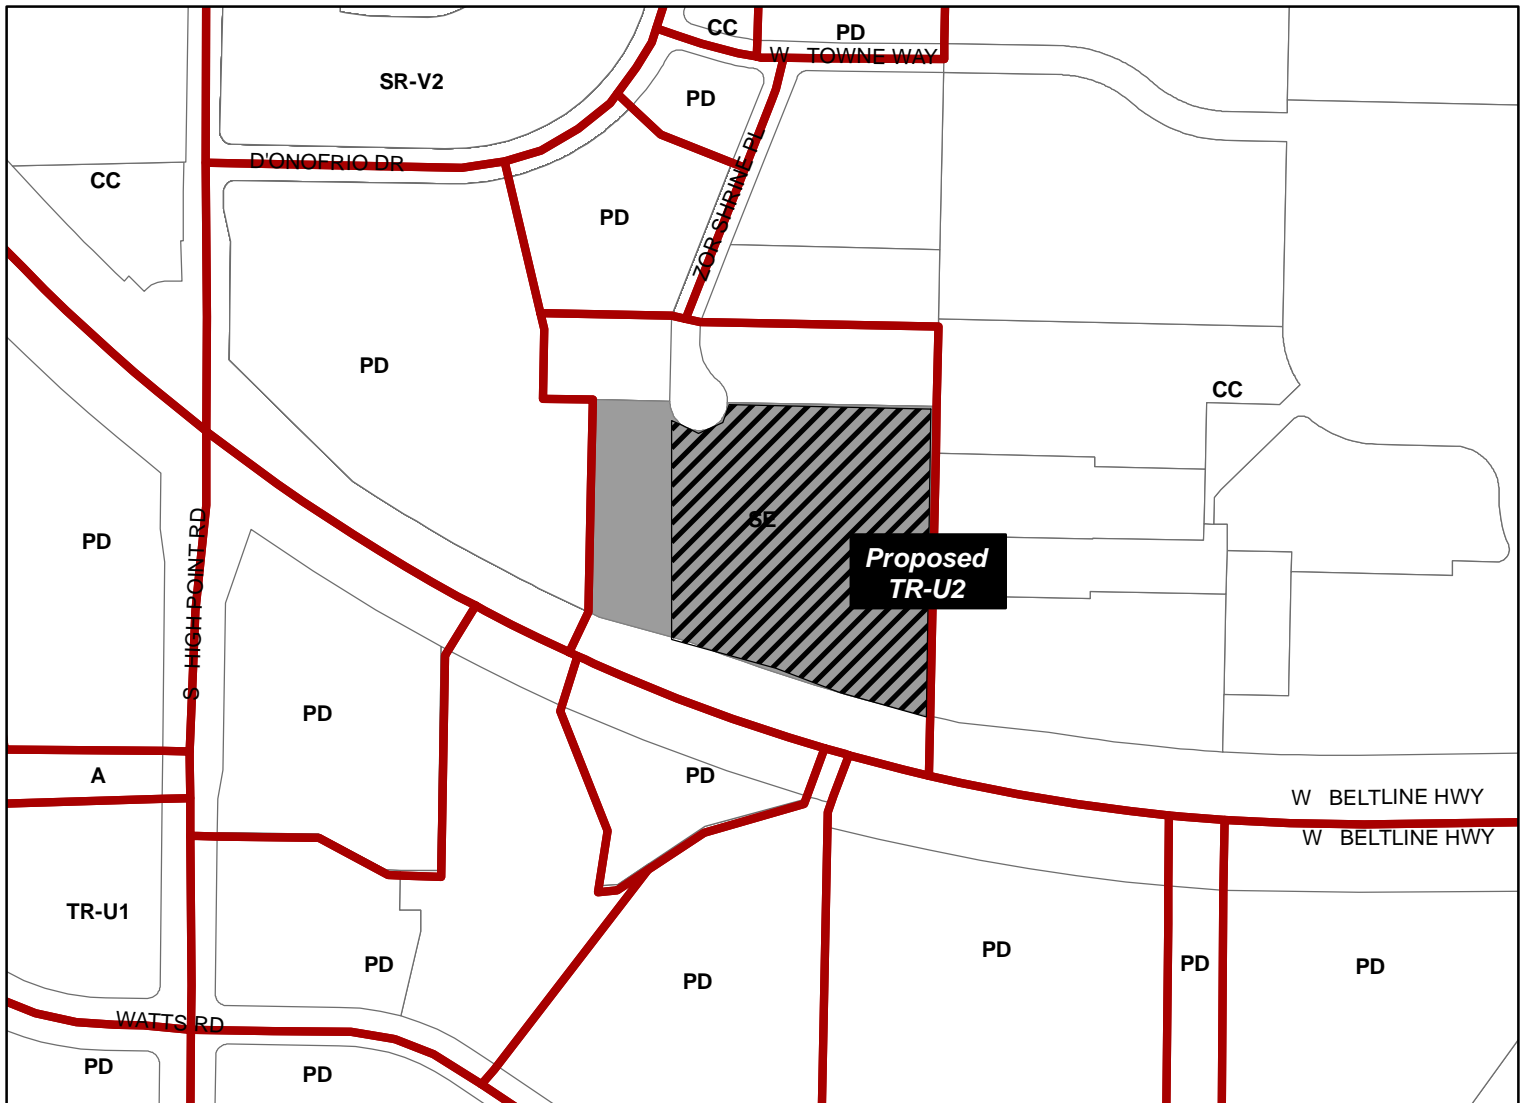 CC
PD
W TOWNE WAY
SR-V2
PD
D'ONOFRIO DR
CC
ZOR SHRINE PL
PD
PD
CC
SE
PD
S HIGH POINT RD
Proposed
TR-U2
PD
PD
A
W BELTLINE HWY
W BELTLINE HWY
TR-U1
PD
PD
PD
PD
PD
WATTS RD
PD
PD